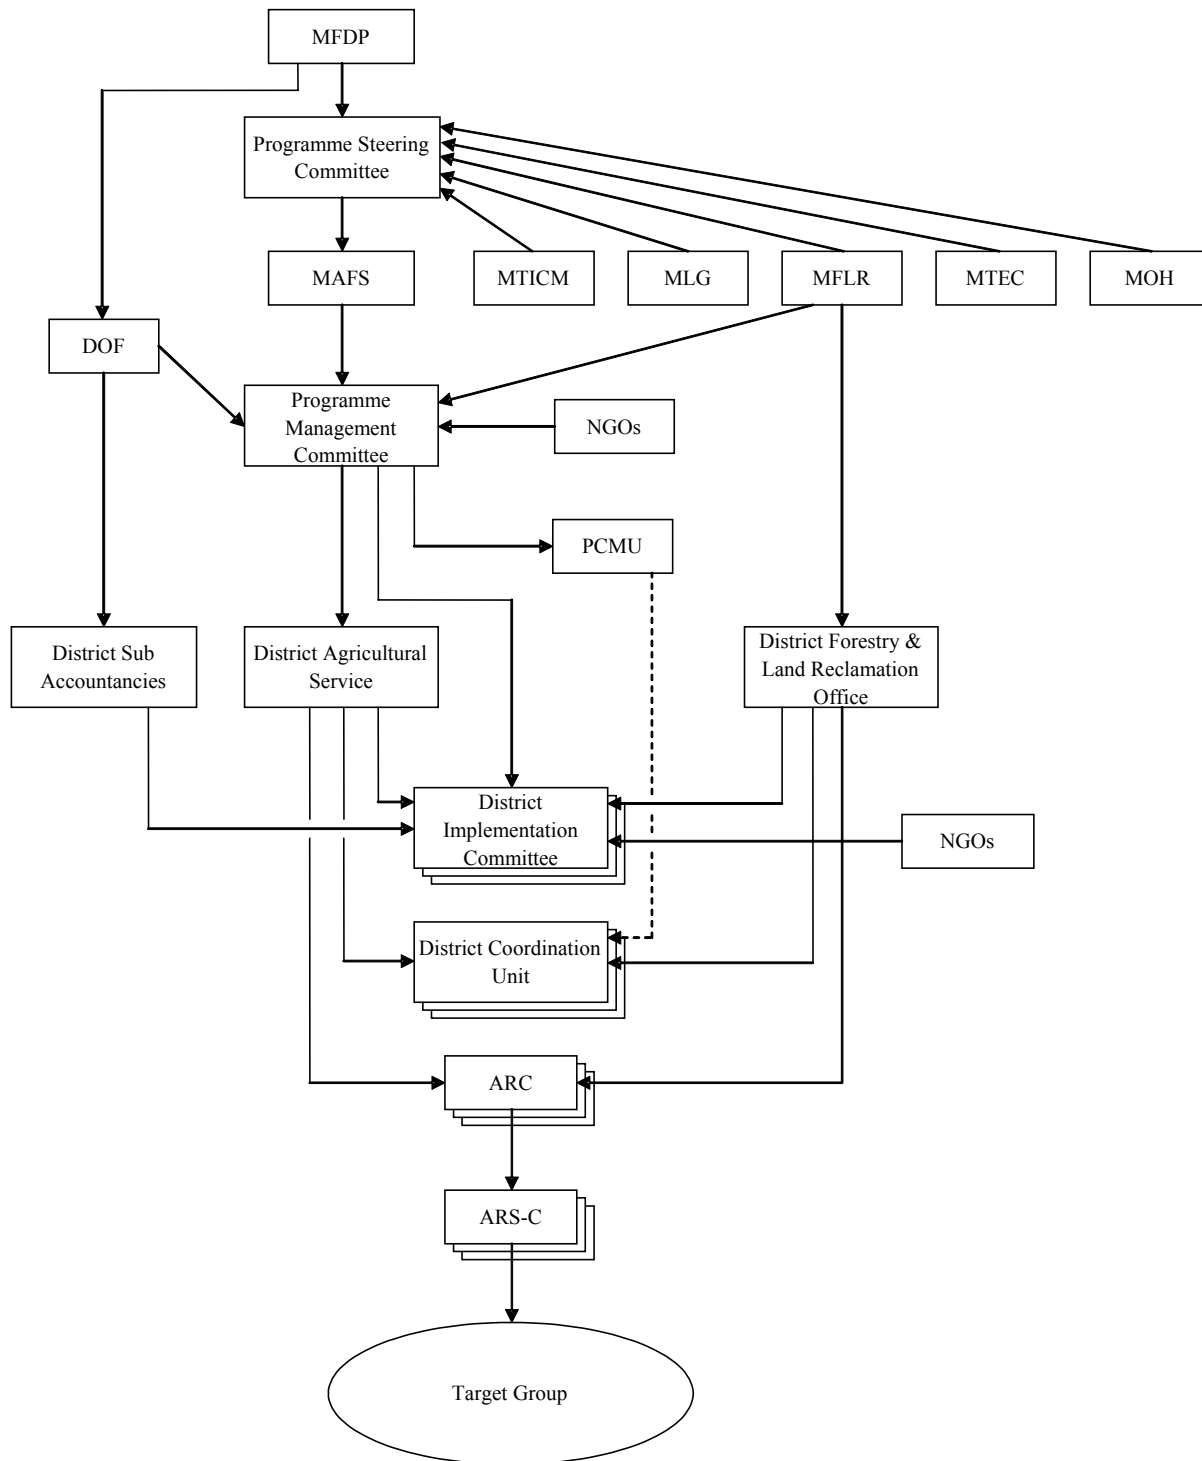 MFDP
Programme Steering
Committee
MAFS
MTICM
MLG
MFLR
MTEC
MOH
DOF
Programme
Management
Committee
NGOs
PCMU
District Sub
Accountancies
District Agricultural
Service
District Forestry &
Land Reclamation
Office
District
Implementation
Committee
NGOs
District Coordination
Unit
ARC
ARS-C
Target Group